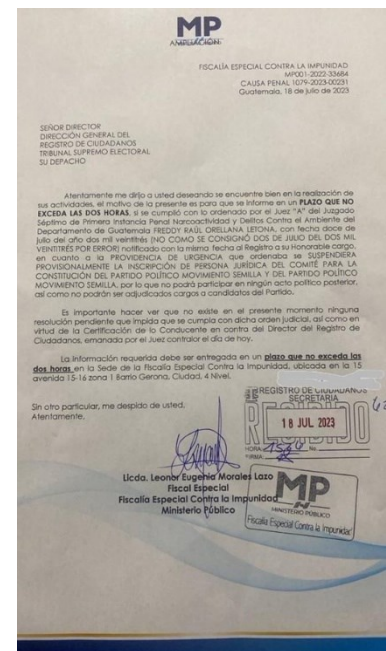 MP
AMPLIACIÓN
FISCALÍA ESPECIAL CONTRA LA IMPUNIDAD
MP001-2022-33684
CAUSA PENAL 1079-2023-00231
Guatemala, 18 de julio de 2023
SEÑOR DIRECTOR
DIRECCIÓN GENERAL DEL
REGISTRO DE CIUDADANOS
TRIBUNAL SUPREMO ELECTORAL
SU DEPACHO
Atentamente me dirijo a usted deseando se encuentre bien en la realización de
sus actividades, el motivo de la presente es para que se informe en un PLAZO QUE NO
EXCEDA LAS DOS HORAS, si se cumplió con lo ordenado por el Juez "A" del Juzgado
Séptimo de Primera Instancia Penal Narcoactividad y Delitos Contra el Ambiente del
Departamento de Guatemala FREDDY RAÚL ORELLANA LETONA, con fecha doce de
julio del año dos mil veintitrés (NO COMO SE CONSIGNÓ DOS DE JULIO DEL DOS MIL
VEINTITRÉS POR ERROR) notificado con la misma fecha al Registro a su Honorable cargo,
en cuanto a la PROVIDENCIA DE URGENCIA que ordenaba se SUSPENDIERA
PROVISIONALMENTE LA INSCRIPCIÓN DE PERSONA JURÍDICA DEL COMITÉ PARA LA
CONSTITUCIÓN DEL PARTIDO POLÍTICO MOVIMIENTO SEMILLA Y DEL PARTIDO POLÍTICO
MOVIMIENTO SEMILLA, por lo que no podrá participar en ningún acto político posterior,
así como no podrán ser adjudicados cargos a candidatos del Partido.
Es importante hacer ver que no existe en el presente momento ninguna
resolución pendiente que impida que se cumpla con dicha orden judicial, así como en
virtud de la Certificación de lo Conducente en contra del Director del Registro de
Ciudadanos, emanada por el Juez contralor el día de hoy.
La información requerida debe ser entregada en un plazo que no exceda las
dos horas en la Sede de la Fiscalía Especial Contra la Impunidad, ubicada en la 15
avenida 15-16 zona 1 Barrio Gerona, Ciudad, 4 Nivel.
Sin otro particular, me despido de usted.
Atentamente.
REGISTRO DE CIUDADANOS
SECRETARIA
RECIBIDO
18 JUL 2023
HORA
No
FIRMA
Licda. Leonor Eugenia Morales Lazo
Fiscal Especial
Fiscalía Especial Contra la Impunidad
Ministerio Público
MP
MINISTERIO PÚBLICO
Fiscalía Especial Contra la Impunidad